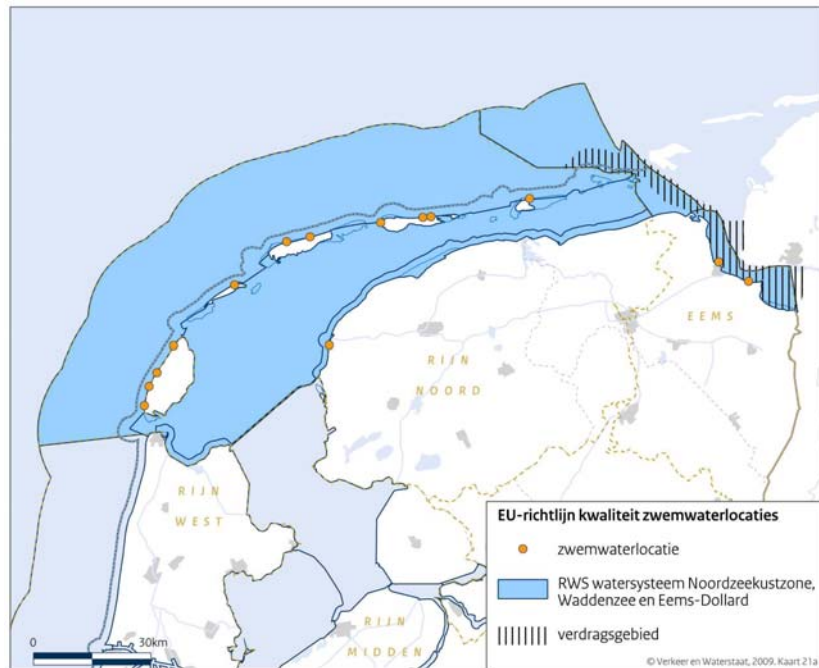 EEMS
RIJN
NOORD
RIJN
WEST
RIJN
MIDDEN
EU-richtlijn kwaliteit zwemwaterlocaties
zwemwaterlocatie
RWS watersysteem Noordzeekustzone,
Waddenzee en Eems-Dollard
verdragsgebied
0 30km
© Verkeer en Waterstaat, 2009. Kaart 21a